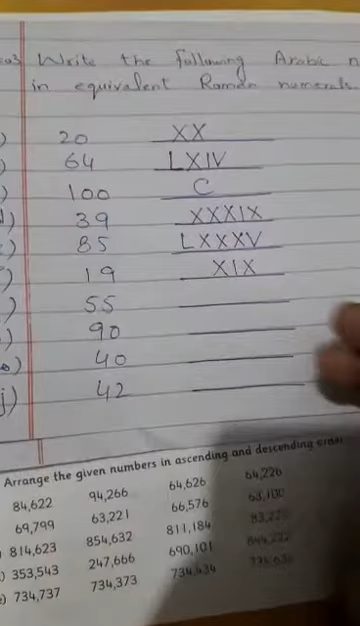 Write the following Arabic n
in equivalent Roman numerals
) 20 XX
) 64 LXIV
) 100 C
d) 39 XXXIX
) 85 LXXXV
) 19 XIX
) 55
) 90
) 40
j) 42
Arrange the given numbers in ascending and descending order
84,622 94,266 64,626 64,226
69,799 63,221 66,576
) 814,623 854,632 811,184
) 353,543 247,666 690,101
) 734,737 734,373 734,434